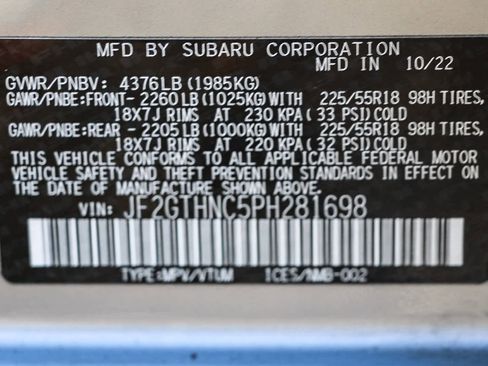 MFD BY SUBARU CORPORATION
MFD IN 10/22
GVWR/PNBV: 4376LB (1985KG)
GAWR/PNBE:FRONT- 2260 LB (1025KG) WITH 225/55R18 98H TIRES,
18X7J RIMS AT 230 KPA (33 PSI) COLD
GAWR/PNBE:REAR - 2205 LB (1000KG) WITH 225/55R18 98H TIRES,
18X7J RIMS AT 220 KPA (32 PSI) COLD
THIS VEHICLE CONFORMS TO ALL APPLICABLE FEDERAL MOTOR
VEHICLE SAFETY AND THEFT PREVENTION STANDARDS IN EFFECT
ON THE DATE OF MANUFACTURE SHOWN ABOVE.
VIN: JF2GTHNC5PH281698
TYPE:MPV/VTUM ICES/NMB-002